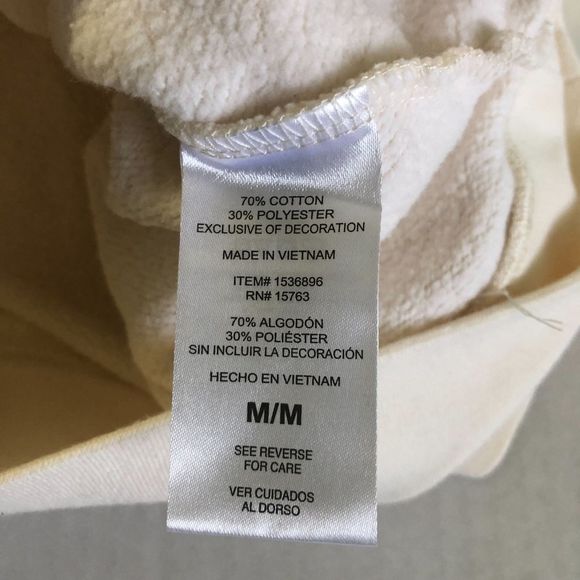 70% COTTON
30% POLYESTER
EXCLUSIVE OF DECORATION
MADE IN VIETNAM
ITEM# 1536896
RN# 15763
70% ALGODÓN
30% POLIÉSTER
SIN INCLUIR LA DECORACIÓN
HECHO EN VIETNAM
M/M
SEE REVERSE
FOR CARE
VER CUIDADOS
AL DORSO